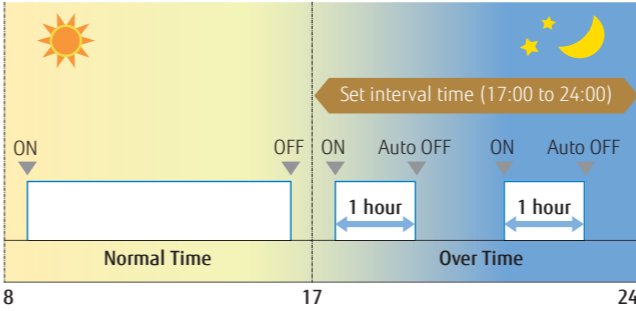 Set interval time (17:00 to 24:00)
ON OFF ON Auto OFF ON Auto OFF
1 hour 1 hour
Normal Time Over Time
8 17 24